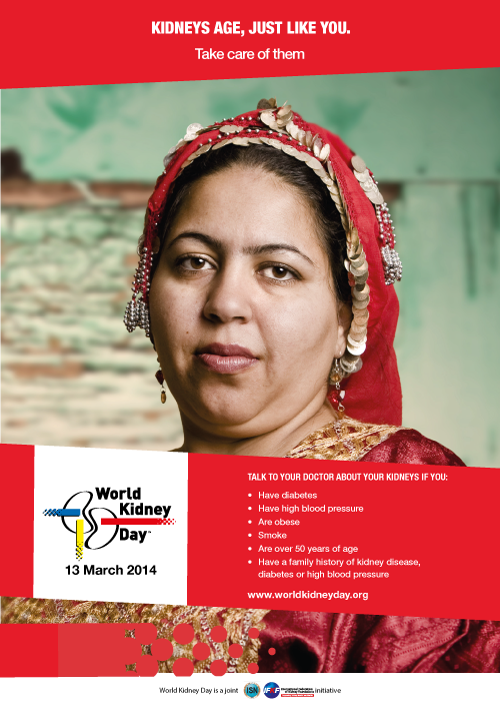 KIDNEYS AGE, JUST LIKE YOU.
Take care of them
World
Kidney
Day™
13 March 2014
TALK TO YOUR DOCTOR ABOUT YOUR KIDNEYS IF YOU:
• Have diabetes
• Have high blood pressure
• Are obese
• Smoke
• Are over 50 years of age
• Have a family history of kidney disease,
diabetes or high blood pressure
www.worldkidneyday.org
World Kidney Day is a joint ISN IFKF initiative